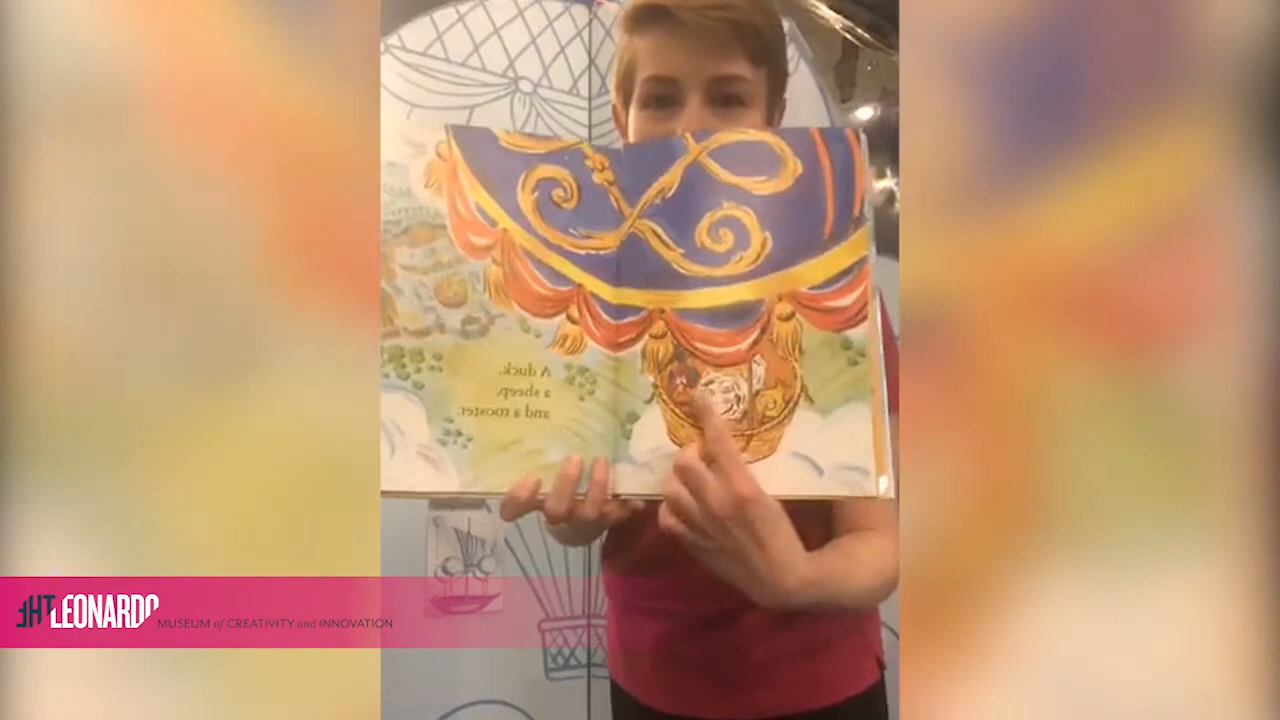 A duck,
a sheep,
and a rooster.
THE LEONARDO
MUSEUM of CREATIVITY and INNOVATION